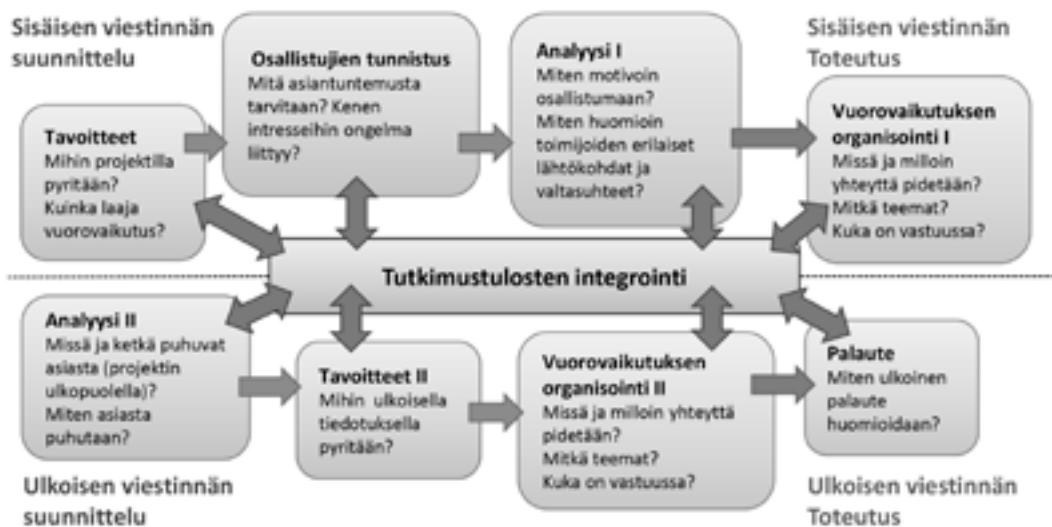 Sisäisen viestinnän
suunnittelu
Tavoitteet
Mihin projektilla
pyritään?
Kuinka laaja
vuorovaikutus?
Osallistujien tunnistus
Mitä asiantuntemusta
tarvitaan? Kenen
intresseihin ongelma
liittyy?
Analyysi I
Miten motivoin
osallistumaan?
Miten huomioin
toimijoiden erilaiset
lähtökohdat ja
valtasuhteet?
Sisäisen viestinnän
Toteutus
Vuorovaikutuksen
organisointi I
Missä ja milloin
yhteyttä pidetään?
Mitkä teemat?
Kuka on vastuussa?
Tutkimustulosten integrointi
Analyysi II
Missä ja ketkä puhuvat
asiasta (projektin
ulkopuolella)?
Miten asiasta
puhutaan?
Tavoitteet II
Mihin ulkoisella
tiedotuksella
pyritään?
Vuorovaikutuksen
organisointi II
Missä ja milloin yhteyttä
pidetään?
Mitkä teemat?
Kuka on vastuussa?
Palaute
Miten ulkoinen
palaute
huomioidaan?
Ulkoisen viestinnän
suunnittelu
Ulkoisen viestinnän
Toteutus